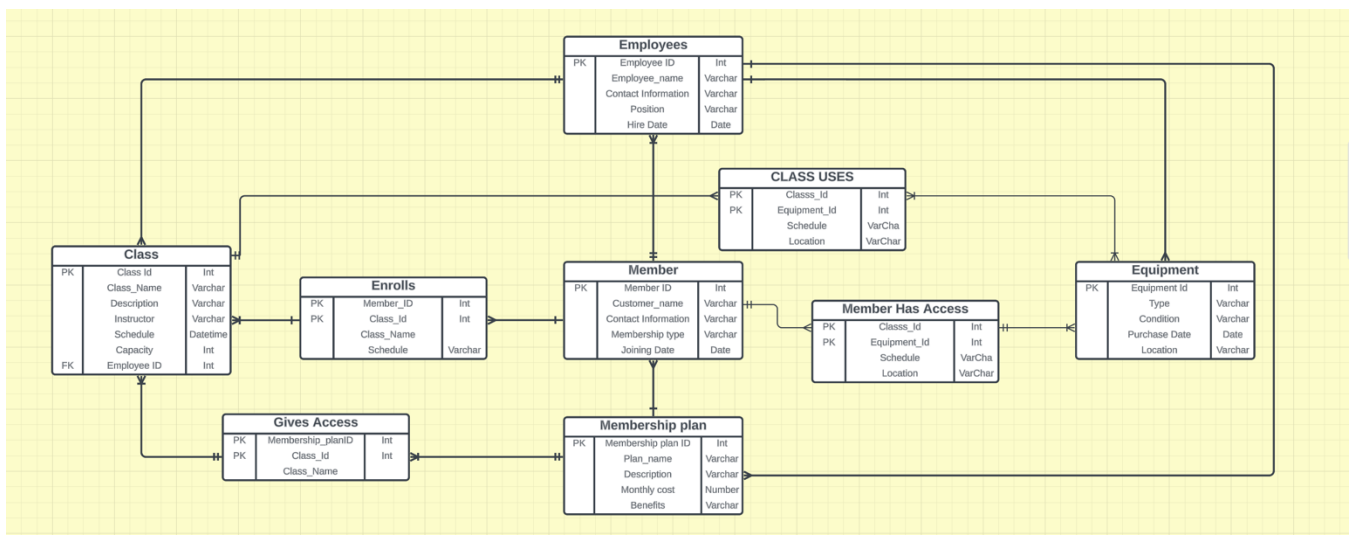 Employees
PK Employee ID Int
Employee_name Varchar
Contact Information Varchar
Position Varchar
Hire Date Date
CLASS USES
PK Classs_Id Int
PK Equipment_Id Int
Schedule VarCha
Location VarChar
Class
PK Class Id Int
Class_Name Varchar
Description Varchar
Instructor Varchar
Schedule Datetime
Capacity Int
FK Employee ID Int
Enrolls
PK Member_ID Int
PK Class_Id Int
Class_Name
Schedule Varchar
Member
PK Member ID Int
Customer_name Varchar
Contact Information Varchar
Membership type Varchar
Joining Date Date
Member Has Access
PK Classs_Id Int
PK Equipment_Id Int
Schedule VarCha
Location VarChar
Equipment
PK Equipment Id Int
Type Varchar
Condition Varchar
Purchase Date Date
Location Varchar
Gives Access
PK Membership_planID Int
PK Class_Id Int
Class_Name
Membership plan
PK Membership plan ID Int
Plan_name Varchar
Description Varchar
Monthly cost Number
Benefits Varchar